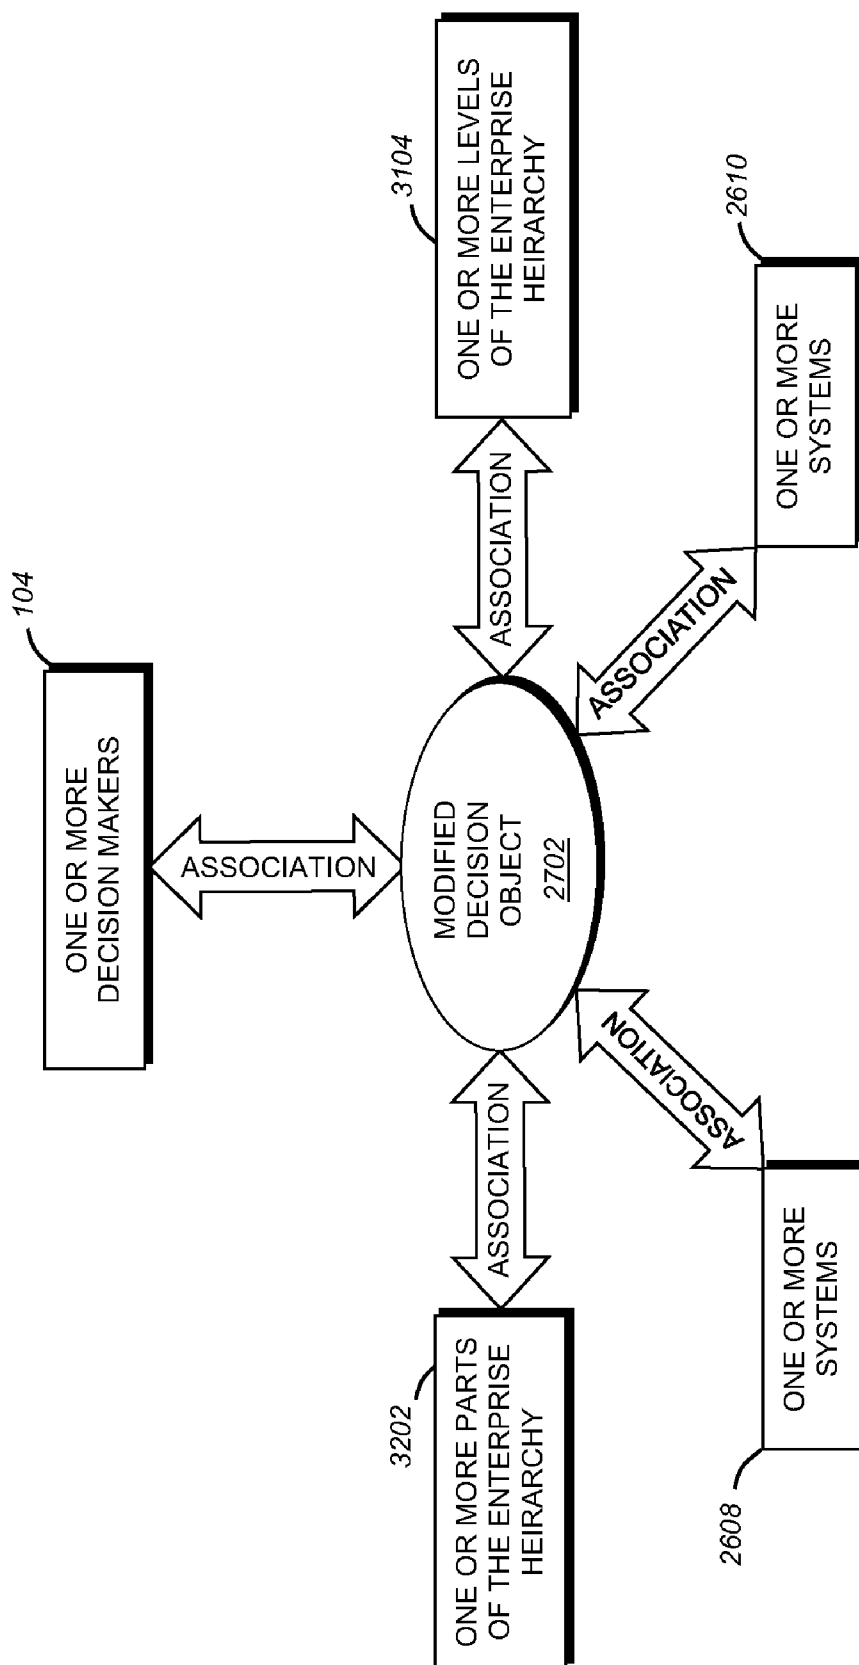 104
ONE OR MORE
DECISION MAKERS
ASSOCIATION
3202
ONE OR MORE PARTS
OF THE ENTERPRISE
HEIRARCHY
ASSOCIATION
MODIFIED
DECISION
OBJECT
2702
ASSOCIATION
3104
ONE OR MORE LEVELS
OF THE ENTERPRISE
HEIRARCHY
ASSOCIATION
ASSOCIATION
2608
ONE OR MORE
SYSTEMS
2610
ONE OR MORE
SYSTEMS